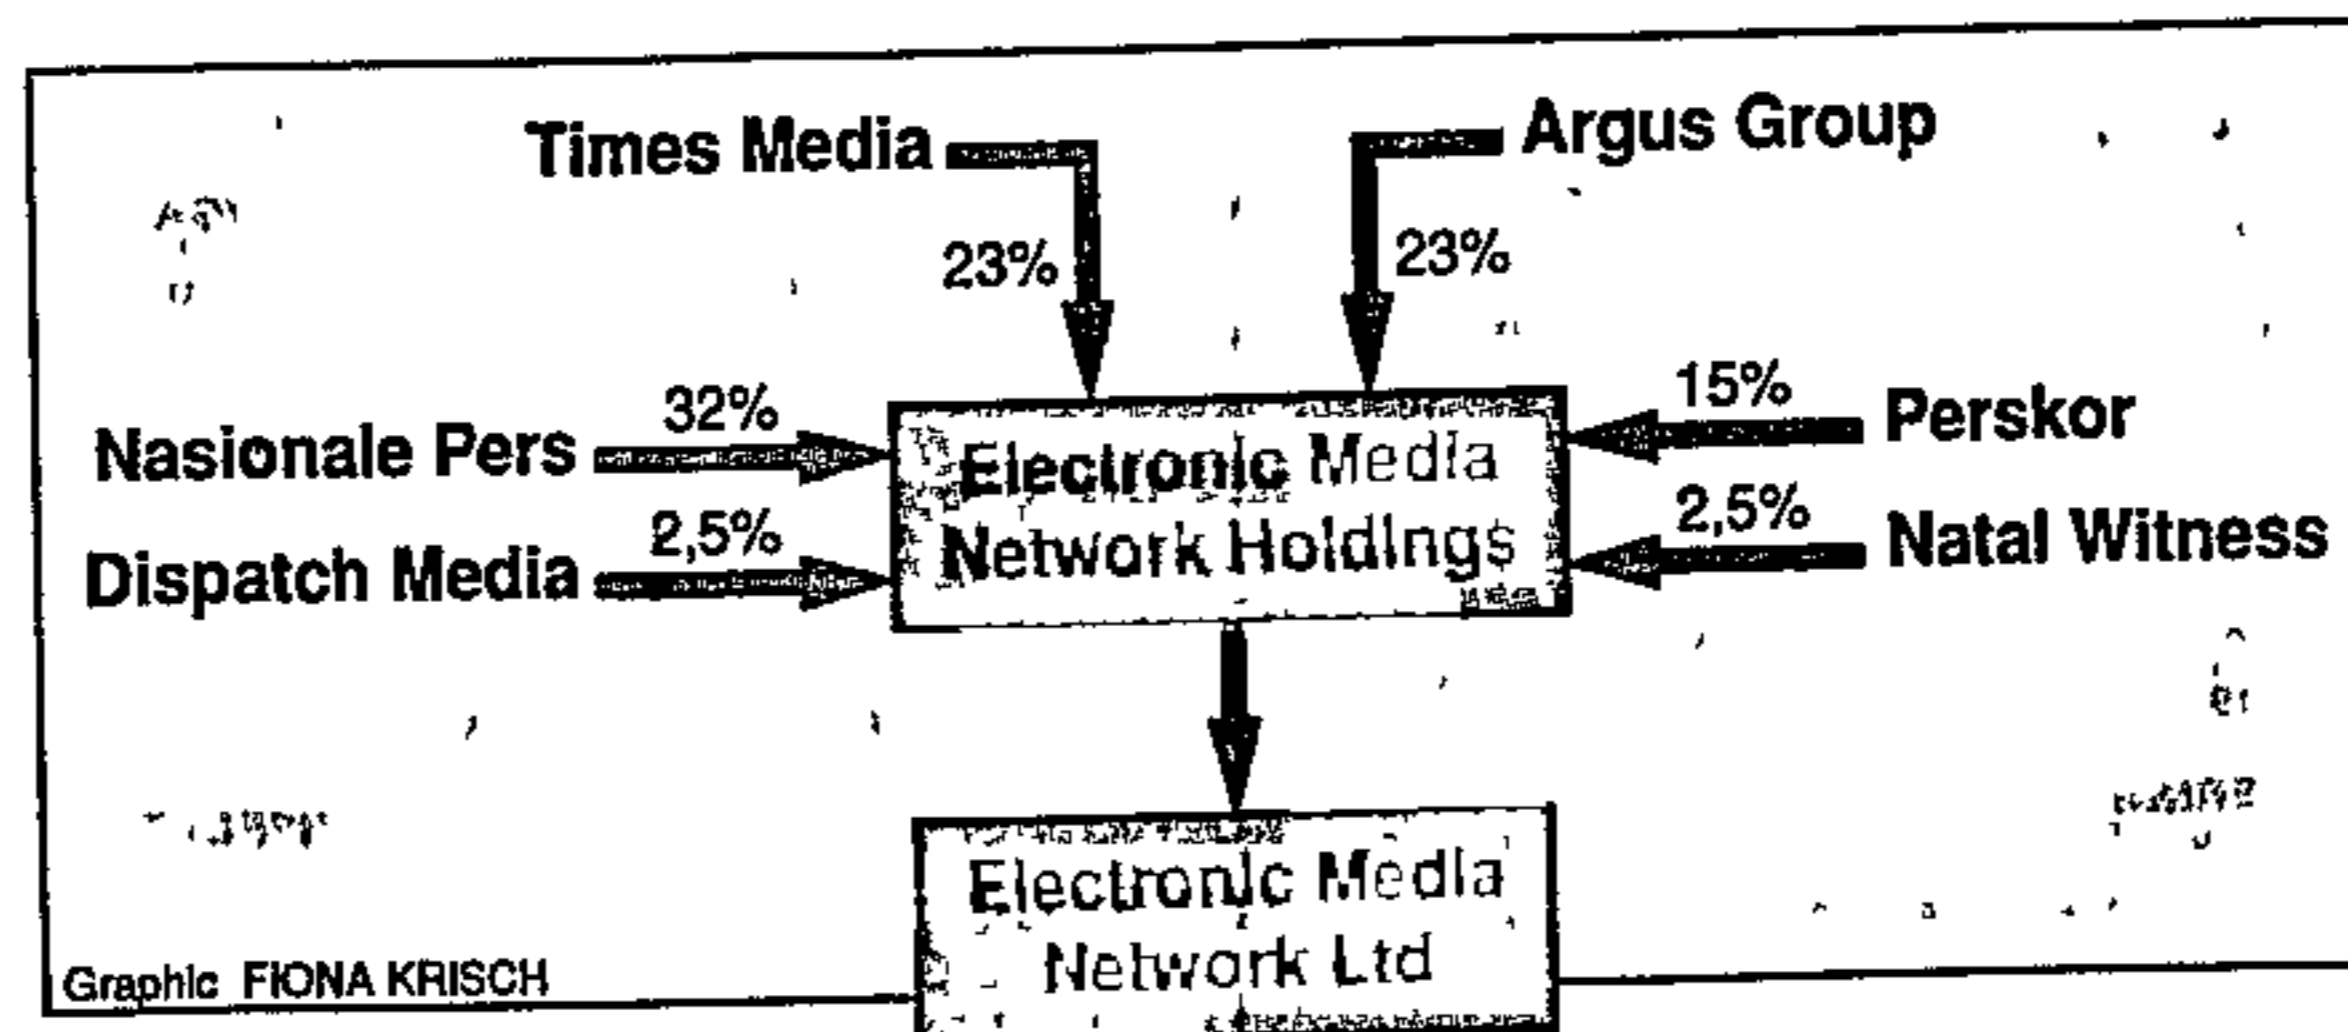 Times Media
Argus Group
23%
23%
32%
15%
Nasionale Pers
Perskor
Electronic Media
Network Holdings
2,5%
2,5%
Dispatch Media
Natal Witness
Electronic Media
Network Ltd
Graphic FIONA KRISCH